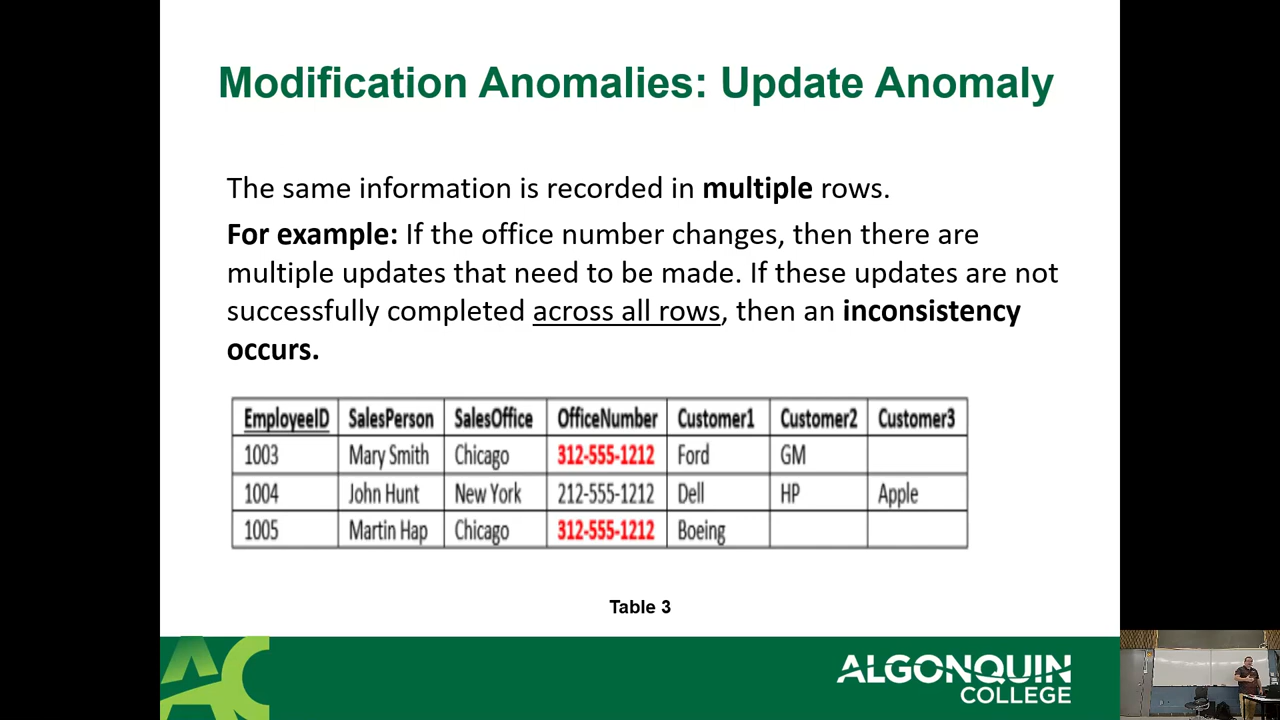 Modification Anomalies: Update Anomaly
The same information is recorded in multiple rows.
For example: If the office number changes, then there are
multiple updates that need to be made. If these updates are not
successfully completed across all rows, then an inconsistency
occurs.
EmployeeID SalesPerson SalesOffice OfficeNumber Customer1 Customer2 Customer3
1003 Mary Smith Chicago 312-555-1212 Ford GM
1004 John Hunt New York 212-555-1212 Dell HP Apple
1005 Martin Hap Chicago 312-555-1212 Boeing
Table 3
AC
ALGONQUIN
COLLEGE